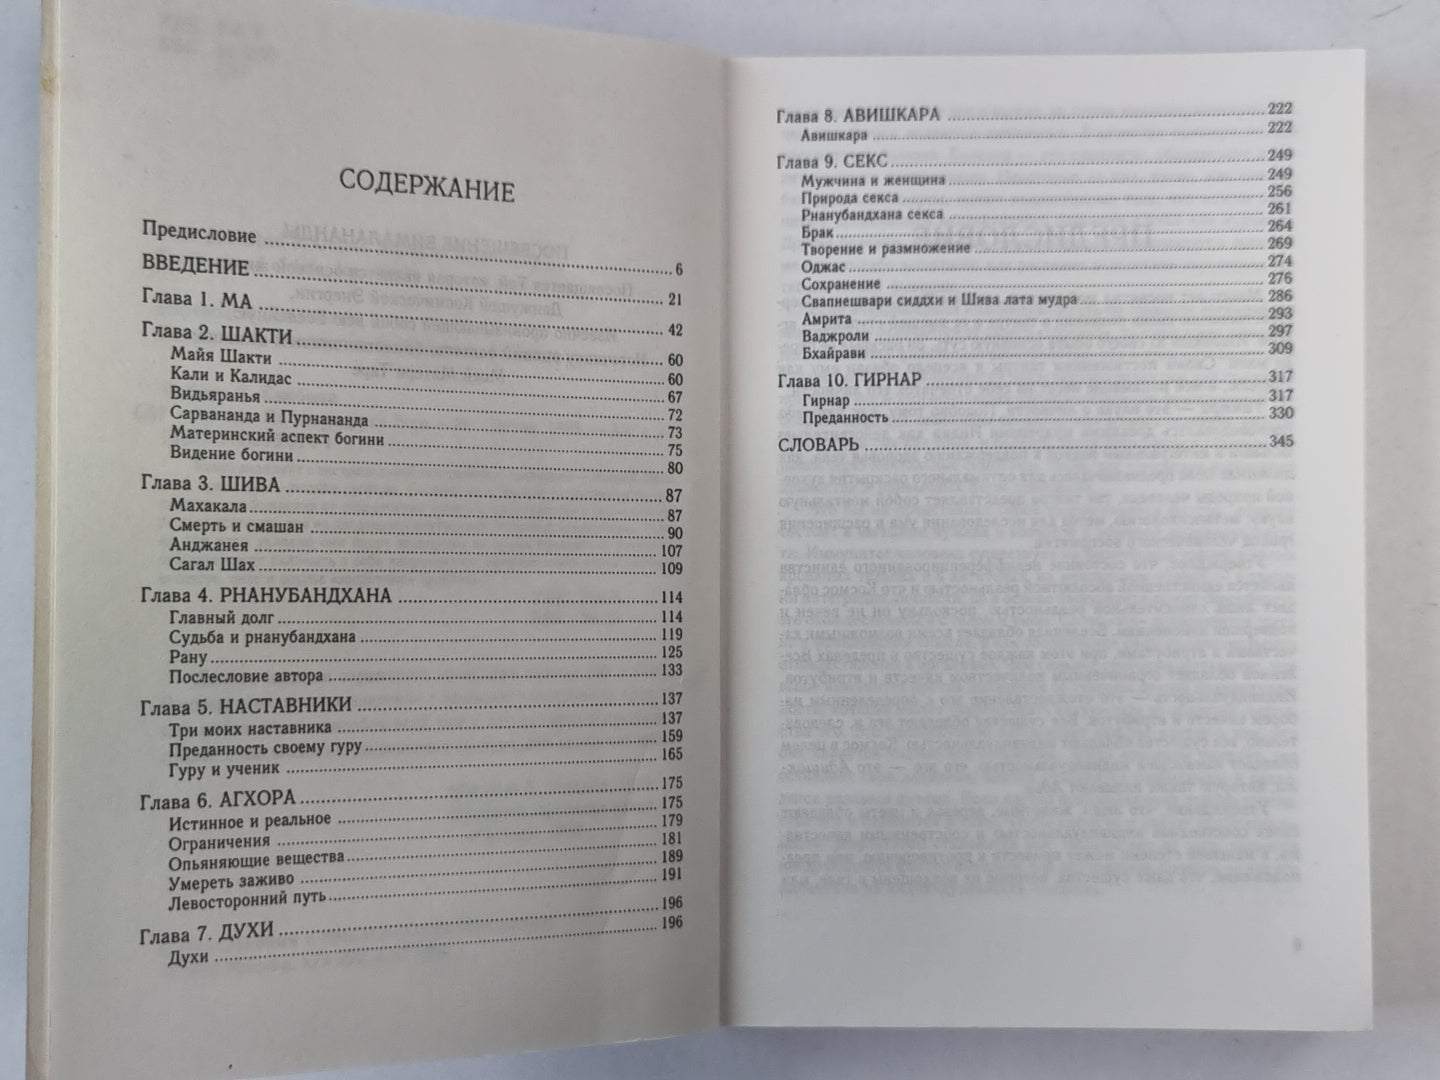 СОДЕРЖАНИЕ
Предисловие ... 6
ВВЕДЕНИЕ ... 21
Глава 1. МА ... 42
Глава 2. ШАКТИ ... 60
Майя Шакти ... 60
Кали и Калидас ... 67
Видьяранья ... 72
Сарвананда и Пурнананда ... 73
Материнский аспект богини ... 75
Видение богини ... 80
Глава 3. ШИВА ... 87
Махакала ... 87
Смерть и смашан ... 90
Анджанея ... 107
Сагал Шах ... 109
Глава 4. РНАНУБАНДХАНА ... 114
Главный долг ... 114
Судьба и рнанубандхана ... 119
Рану ... 125
Послесловие автора ... 133
Глава 5. НАСТАВНИКИ ... 137
Три моих наставника ... 137
Преданность своему гуру ... 159
Гуру и ученик ... 165
Глава 6. АГХОРА ... 175
Истинное и реальное ... 175
Ограничения ... 179
Опьяняющие вещества ... 181
Умереть заживо ... 189
Левосторонний путь ... 191
Глава 7. ДУХИ ... 196
Духи ... 196
Глава 8. АВИШКАРА ... 222
Авишкара ... 222
Глава 9. СЕКС ... 249
Мужчина и женщина ... 249
Природа секса ... 256
Рнанубандхана секса ... 261
Брак ... 264
Творение и размножение ... 269
Оджас ... 274
Сохранение ... 276
Свапнешвари сиддхи и Шива лата мудра ... 286
Амрита ... 293
Ваджроли ... 297
Бхайрави ... 309
Глава 10. ГИРНАР ... 317
Гирнар ... 317
Преданность ... 330
СЛОВАРЬ ... 345